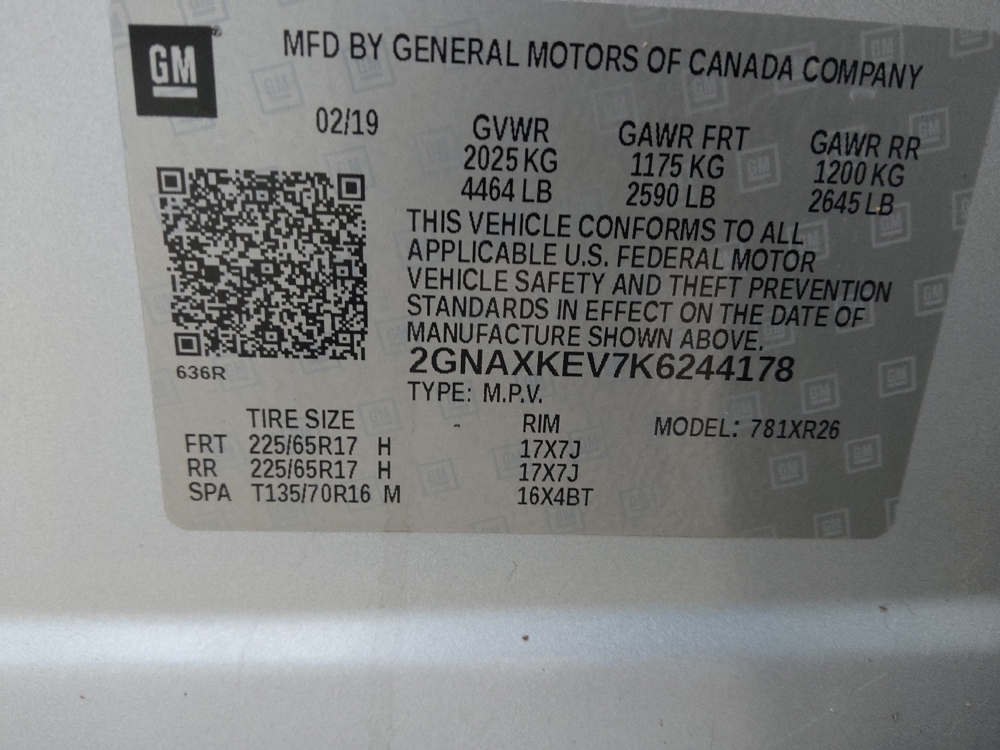 GM
MFD BY GENERAL MOTORS OF CANADA COMPANY
02/19
GVWR GAWR FRT GAWR RR
2025 KG 1175 KG 1200 KG
4464 LB 2590 LB 2645 LB
THIS VEHICLE CONFORMS TO ALL
APPLICABLE U.S. FEDERAL MOTOR
VEHICLE SAFETY AND THEFT PREVENTION
STANDARDS IN EFFECT ON THE DATE OF
MANUFACTURE SHOWN ABOVE.
636R
2GNAXKEV7K6244178
TYPE: M.P.V.
TIRE SIZE RIM MODEL: 781XR26
FRT 225/65R17 H 17X7J
RR 225/65R17 H 17X7J
SPA T135/70R16 M 16X4BT